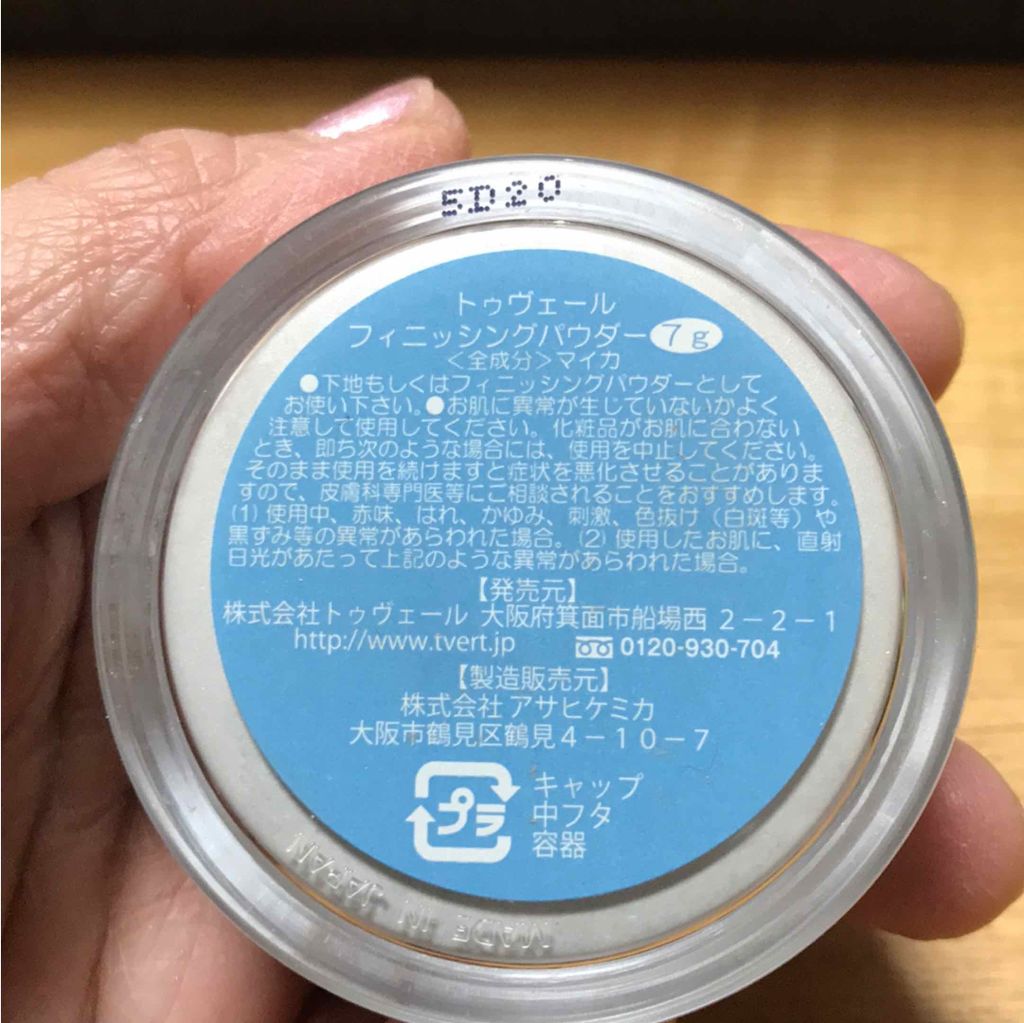 5D20
トゥヴェール
フィニッシングパウダー 7g
＜全成分＞マイカ
●下地もしくはフィニッシングパウダーとして
お使い下さい。●お肌に異常が生じていないかよく
注意して使用してください。化粧品がお肌に合わない
とき、即ち次のような場合には、使用を中止してください。
そのまま使用を続けますと症状を悪化させることがありま
すので、皮膚科専門医等にご相談されることをおすすめします。
(1) 使用中、赤味、はれ、かゆみ、刺激、色抜け（白斑等）や
黒ずみ等の異常があらわれた場合。(2) 使用したお肌に、直射
日光があたって上記のような異常があらわれた場合。
【発売元】
株式会社トゥヴェール 大阪府箕面市船場西 2－2－1
http://www.tvert.jp 0120-930-704
【製造販売元】
株式会社 アサヒケミカ
大阪市鶴見区鶴見4－10－7
プラ
キャップ
中フタ
容器
MADE IN JAPAN